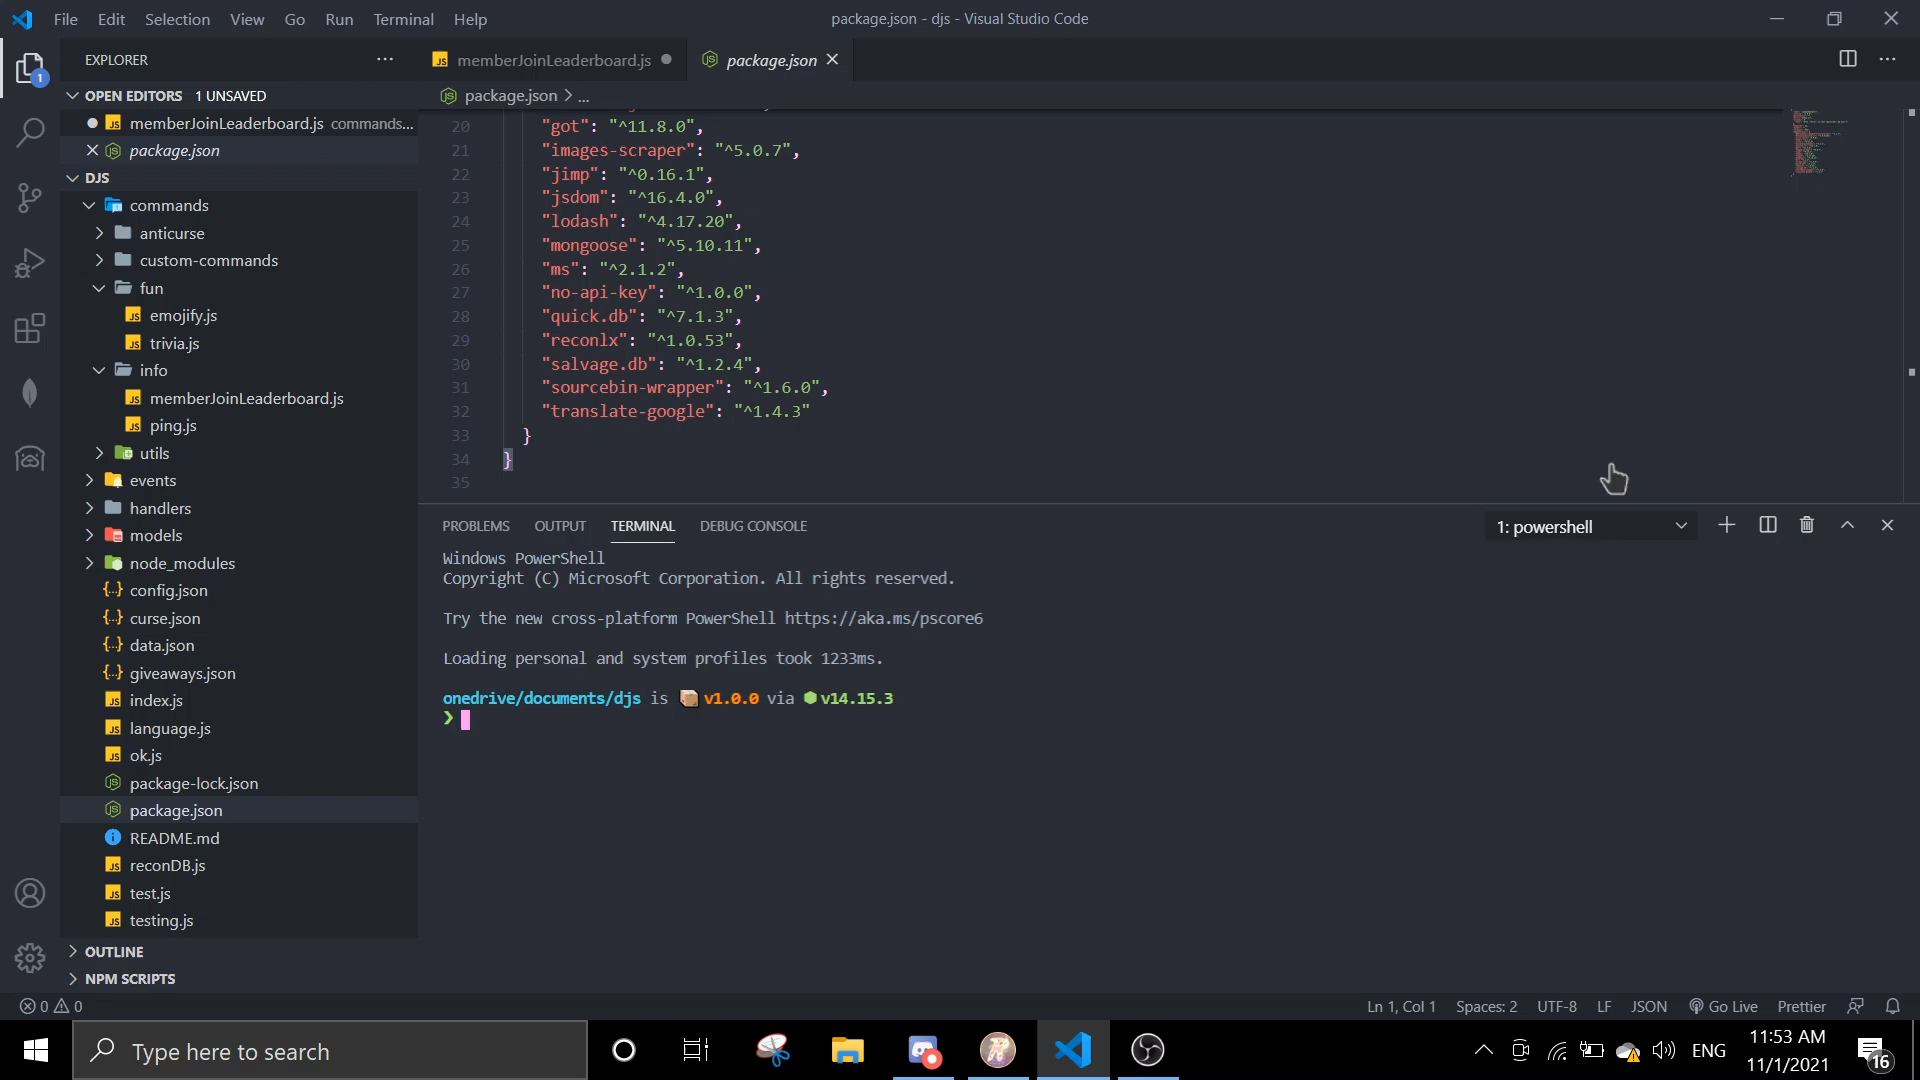 File Edit Selection View Go Run Terminal Help
package.json - djs - Visual Studio Code
EXPLORER
memberJoinLeaderboard.js
package.json
OPEN EDITORS 1 UNSAVED
memberJoinLeaderboard.js commands...
package.json
DJS
commands
anticurse
custom-commands
fun
emojify.js
trivia.js
info
memberJoinLeaderboard.js
ping.js
utils
events
handlers
models
node_modules
config.json
curse.json
data.json
giveaways.json
index.js
language.js
ok.js
package-lock.json
package.json
README.md
reconDB.js
test.js
testing.js
OUTLINE
NPM SCRIPTS
1
package.json > ...
20 "got": "^11.8.0",
21 "images-scraper": "^5.0.7",
22 "jimp": "^0.16.1",
23 "jsdom": "^16.4.0",
24 "lodash": "^4.17.20",
25 "mongoose": "^5.10.11",
26 "ms": "^2.1.2",
27 "no-api-key": "^1.0.0",
28 "quick.db": "^7.1.3",
29 "reconlx": "^1.0.53",
30 "salvage.db": "^1.2.4",
31 "sourcebin-wrapper": "^1.6.0",
32 "translate-google": "^1.4.3"
33 }
34 }
35
PROBLEMS OUTPUT TERMINAL DEBUG CONSOLE
1: powershell
Windows PowerShell
Copyright (C) Microsoft Corporation. All rights reserved.
Try the new cross-platform PowerShell https://aka.ms/pscore6
Loading personal and system profiles took 1233ms.
onedrive/documents/djs is 📦 v1.0.0 via ⬢ v14.15.3
❯
0 0
Ln 1, Col 1 Spaces: 2 UTF-8 LF JSON Go Live Prettier
Type here to search
ENG
11:53 AM
11/1/2021
16